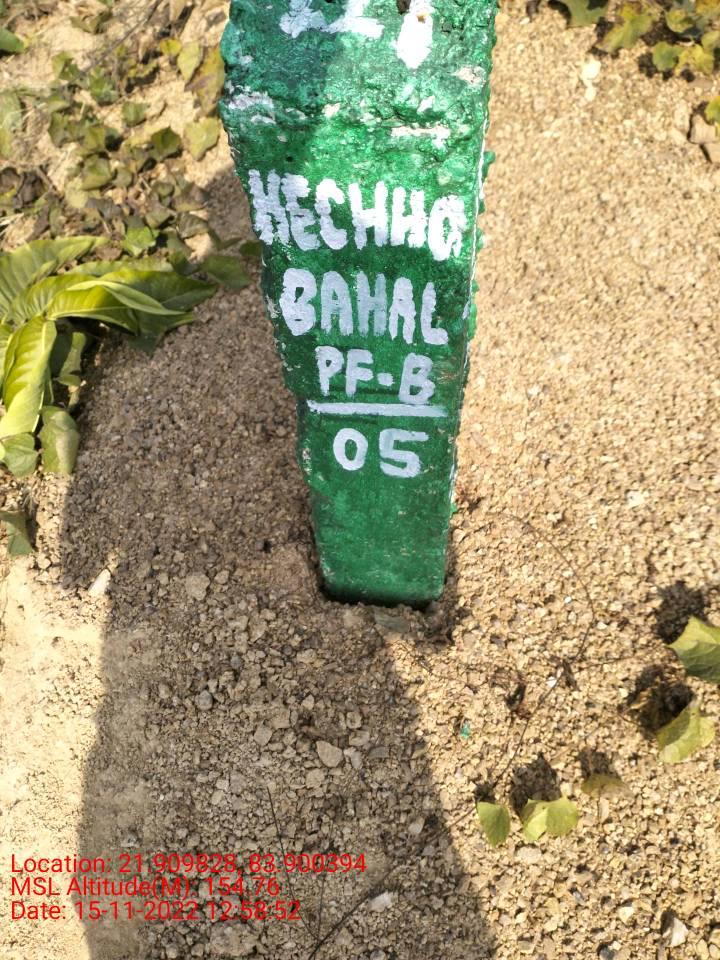 HECHHO
BAHAL
PF-B
05
Location: 21.909828, 83.900394
MSL Altitude(M): 154.76
Date: 15-11-2022 12:58:52